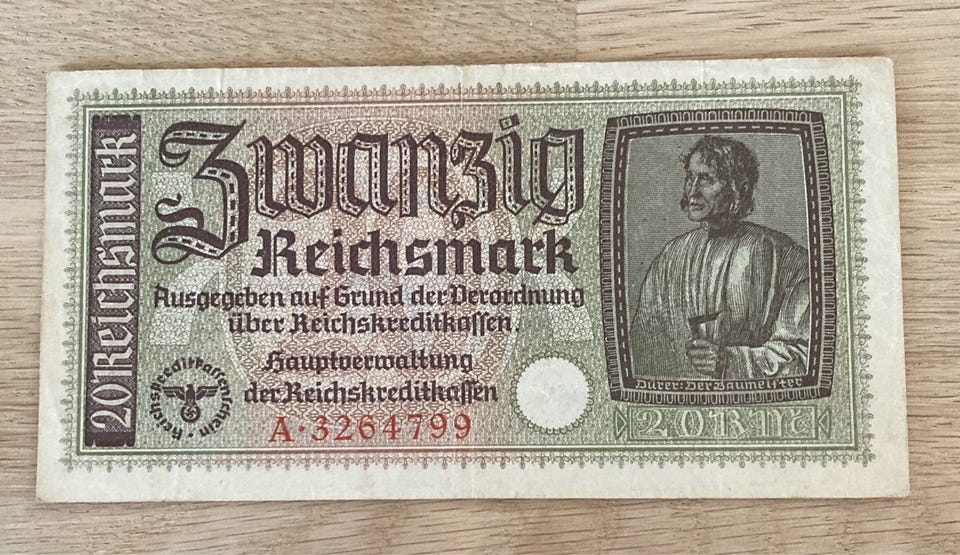 20 Reichsmark
Zwanzig
Reichsmark
Ausgegeben auf Grund der Verordnung
über Reichskreditkassen.
Hauptverwaltung
der Reichskreditkassen
Reichskreditkassenschein
A·3264799
Dürer: Der Baumeister
20 RM